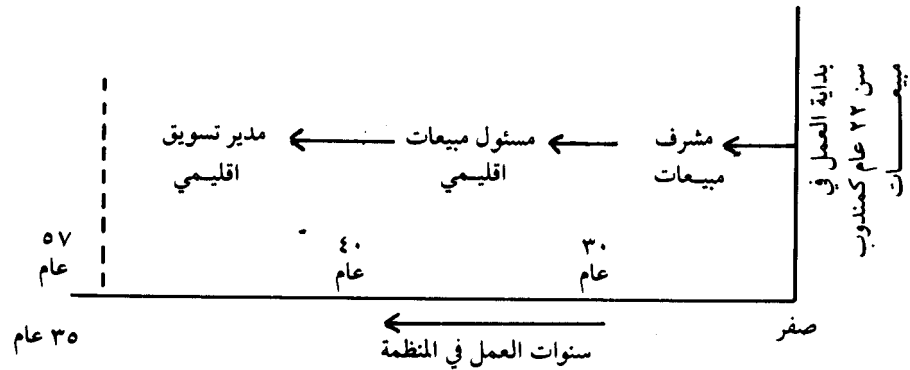 بداية العمل في
سن ٢٢ عام كمندوب
مبيعـــــات
مشرف
مبيعات
مسئول مبيعات
اقليمي
مدير تسويق
اقليمي
٣٠
عام
٤٠
عام
٥٧
عام
صفر
٣٥ عام
سنوات العمل في المنظمة